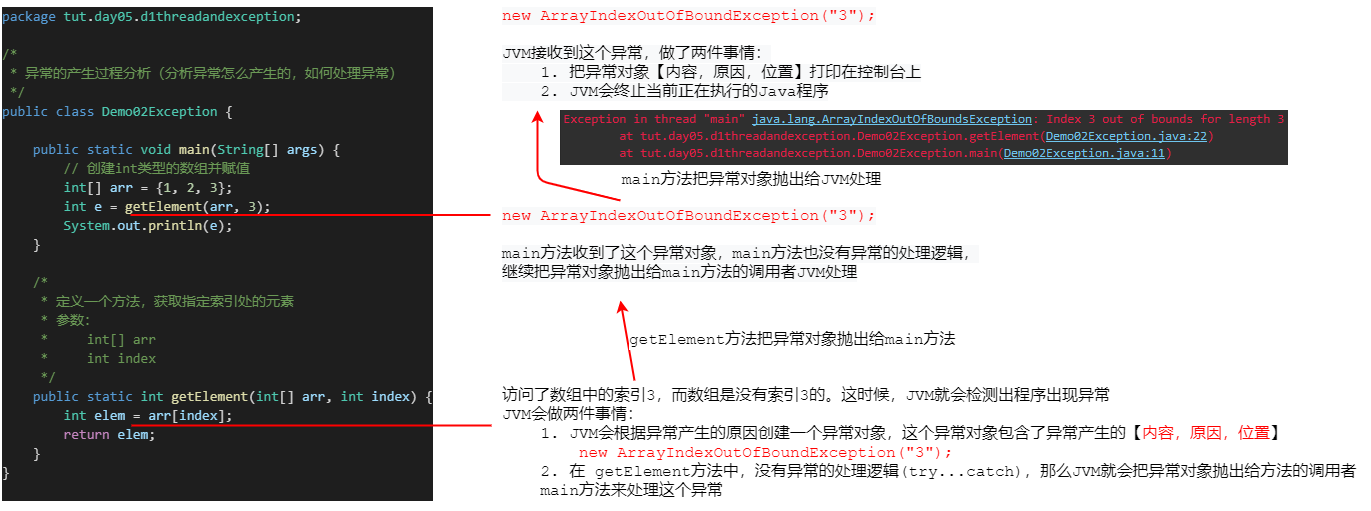 package tut.day05.d1threadandexception;
/*
 * 异常的产生过程分析（分析异常怎么产生的，如何处理异常）
 */
public class Demo02Exception {
    public static void main(String[] args) {
        // 创建int类型的数组并赋值
        int[] arr = {1, 2, 3};
        int e = getElement(arr, 3);
        System.out.println(e);
    }
    /*
     * 定义一个方法，获取指定索引处的元素
     * 参数：
     *     int[] arr
     *     int index
     */
    public static int getElement(int[] arr, int index) {
        int elem = arr[index];
        return elem;
    }
}
new ArrayIndexOutOfBoundException("3");
JVM接收到这个异常，做了两件事情：
1. 把异常对象【内容，原因，位置】打印在控制台上
2. JVM会终止当前正在执行的Java程序
Exception in thread "main" java.lang.ArrayIndexOutOfBoundsException: Index 3 out of bounds for length 3
at tut.day05.d1threadandexception.Demo02Exception.getElement(Demo02Exception.java:22)
at tut.day05.d1threadandexception.Demo02Exception.main(Demo02Exception.java:11)
main方法把异常对象抛出给JVM处理
new ArrayIndexOutOfBoundException("3");
main方法收到了这个异常对象，main方法也没有异常的处理逻辑，
继续把异常对象抛出给main方法的调用者JVM处理
getElement方法把异常对象抛出给main方法
访问了数组中的索引3，而数组是没有索引3的。这时候，JVM就会检测出程序出现异常
JVM会做两件事情：
1. JVM会根据异常产生的原因创建一个异常对象，这个异常对象包含了异常产生的【内容，原因，位置】
new ArrayIndexOutOfBoundException("3");
2. 在 getElement方法中，没有异常的处理逻辑(try...catch)，那么JVM就会把异常对象抛出给方法的调用者
main方法来处理这个异常